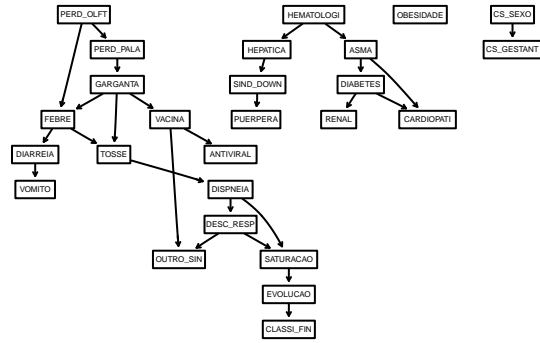 PERD_OLFT
HEMATOLOGI
OBESIDADE
CS_SEXO
PERD_PALA
HEPATICA
ASMA
CS_GESTANT
GARGANTA
SIND_DOWN
DIABETES
FEBRE
VACINA
PUERPERA
RENAL
CARDIOPATI
DIARREIA
TOSSE
ANTIVIRAL
VOMITO
DISPNEIA
DESC_RESP
OUTRO_SIN
SATURACAO
EVOLUCAO
CLASSI_FIN